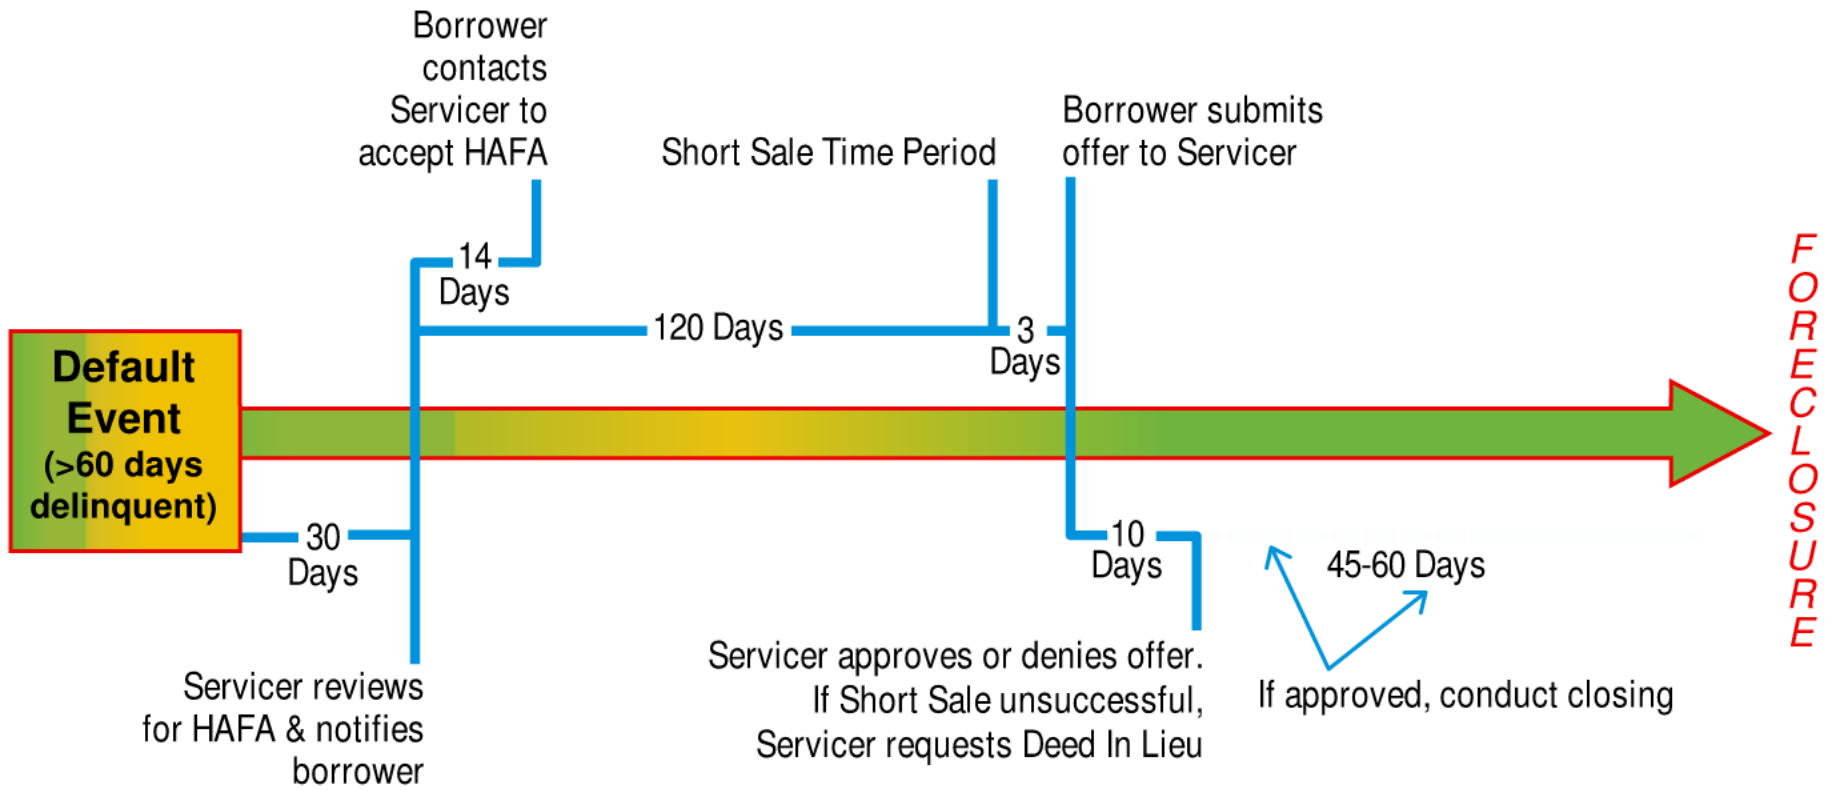 Borrower
contacts
Servicer to
accept HAFA
Short Sale Time Period
Borrower submits
offer to Servicer
14
Days
120 Days
3
Days
Default
Event
(>60 days
delinquent)
30
Days
10
Days
45-60 Days
Servicer reviews
for HAFA & notifies
borrower
Servicer approves or denies offer.
If Short Sale unsuccessful,
Servicer requests Deed In Lieu
If approved, conduct closing
FORECLOSURE